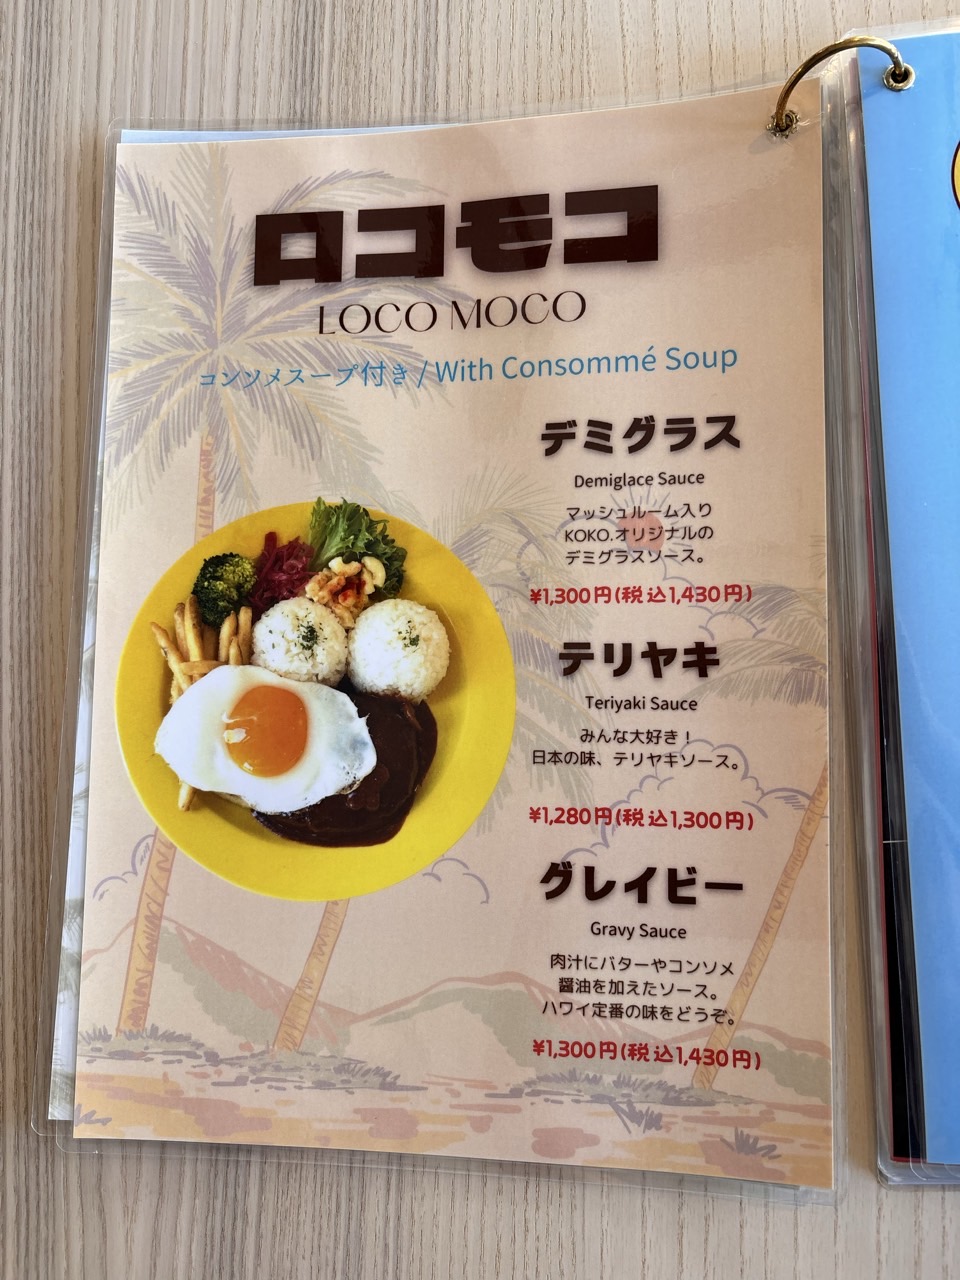 ロコモコ
LOCO MOCO
コンソメスープ付き/With Consommé Soup
デミグラス
Demiglace Sauce
マッシュルーム入り
KOKO.オリジナルの
デミグラスソース。
¥1,300円(税込1,430円)
テリヤキ
Teriyaki Sauce
みんな大好き！
日本の味、テリヤキソース。
¥1,280円(税込1,300円)
グレイビー
Gravy Sauce
肉汁にバターやコンソメ
醤油を加えたソース。
ハワイ定番の味をどうぞ。
¥1,300円(税込1,430円)